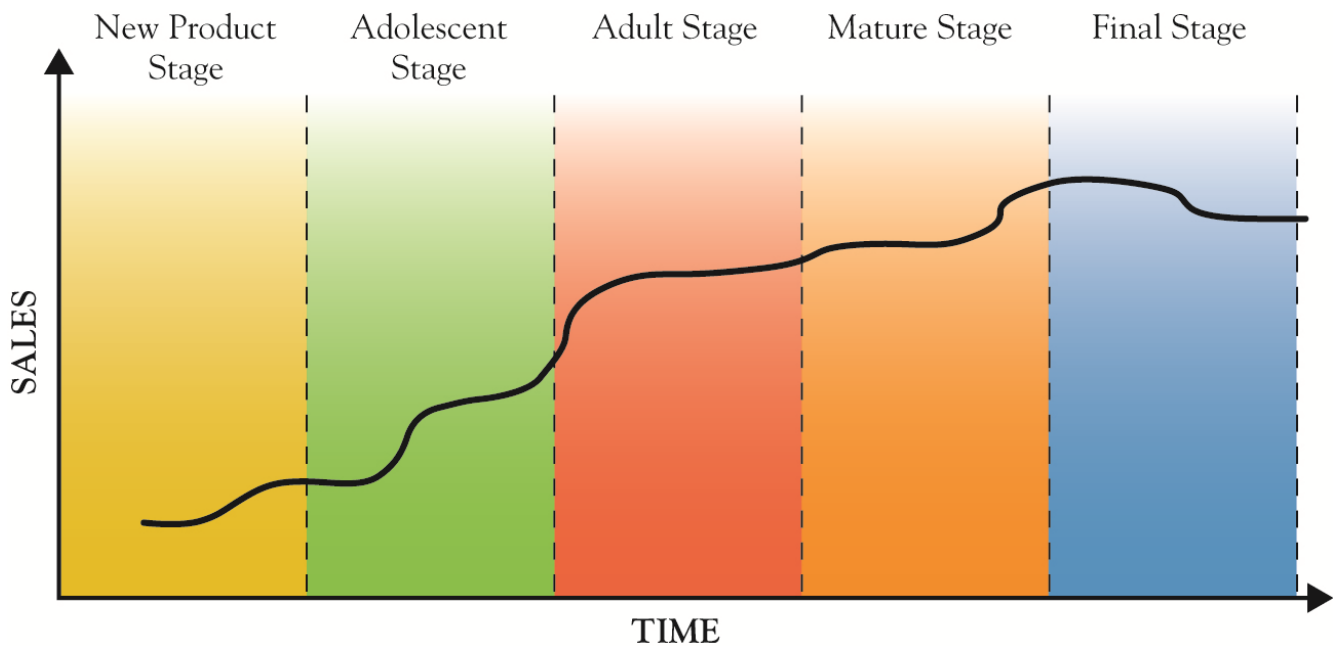 New Product
Stage
Adolescent
Stage
Adult Stage
Mature Stage
Final Stage
SALES
TIME